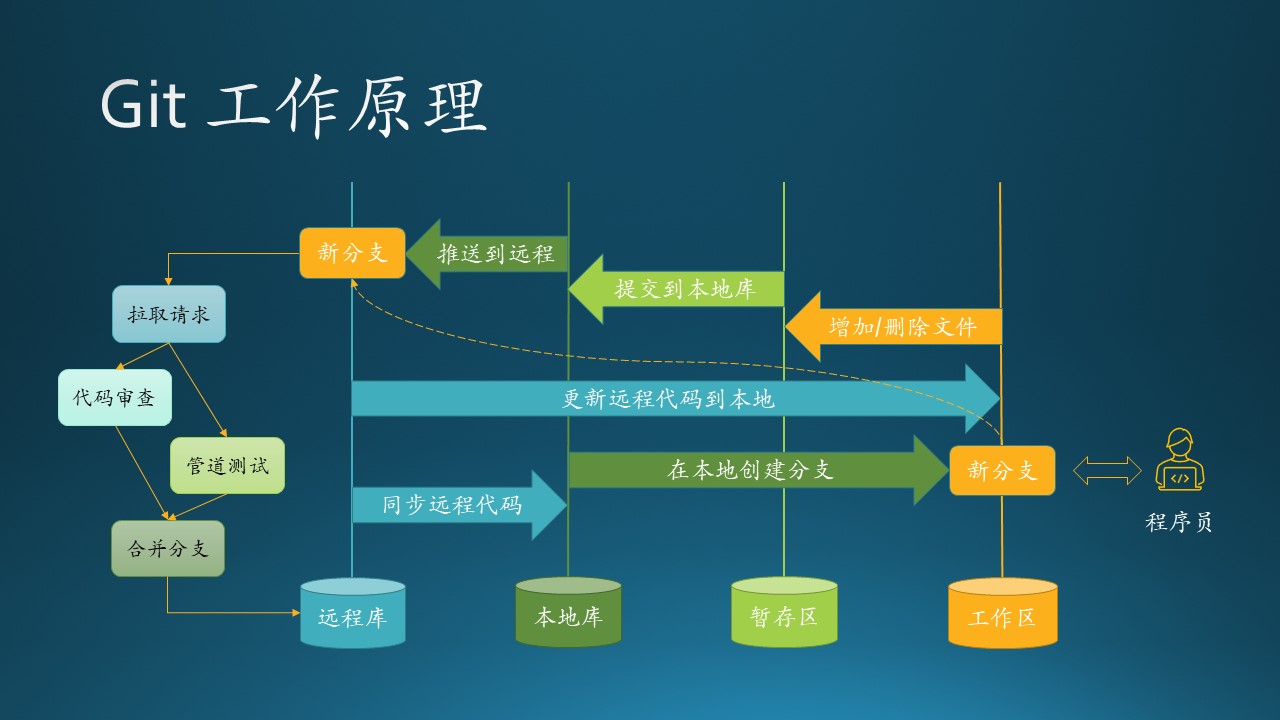 Git 工作原理
新分支
推送到远程
提交到本地库
增加/删除文件
拉取请求
代码审查
更新远程代码到本地
管道测试
在本地创建分支
新分支
</>
同步远程代码
程序员
合并分支
远程库
本地库
暂存区
工作区